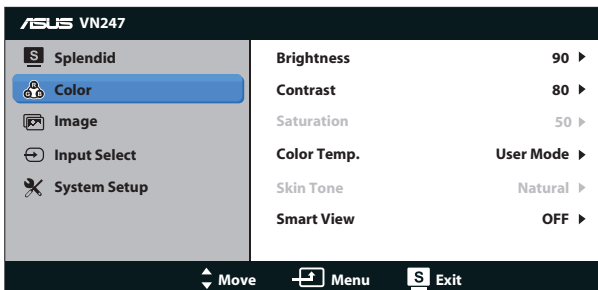 ASUS VN247
S Splendid
Color
Image
Input Select
System Setup
Brightness 90
Contrast 80
Saturation 50
Color Temp. User Mode
Skin Tone Natural
Smart View OFF
Move Menu S Exit